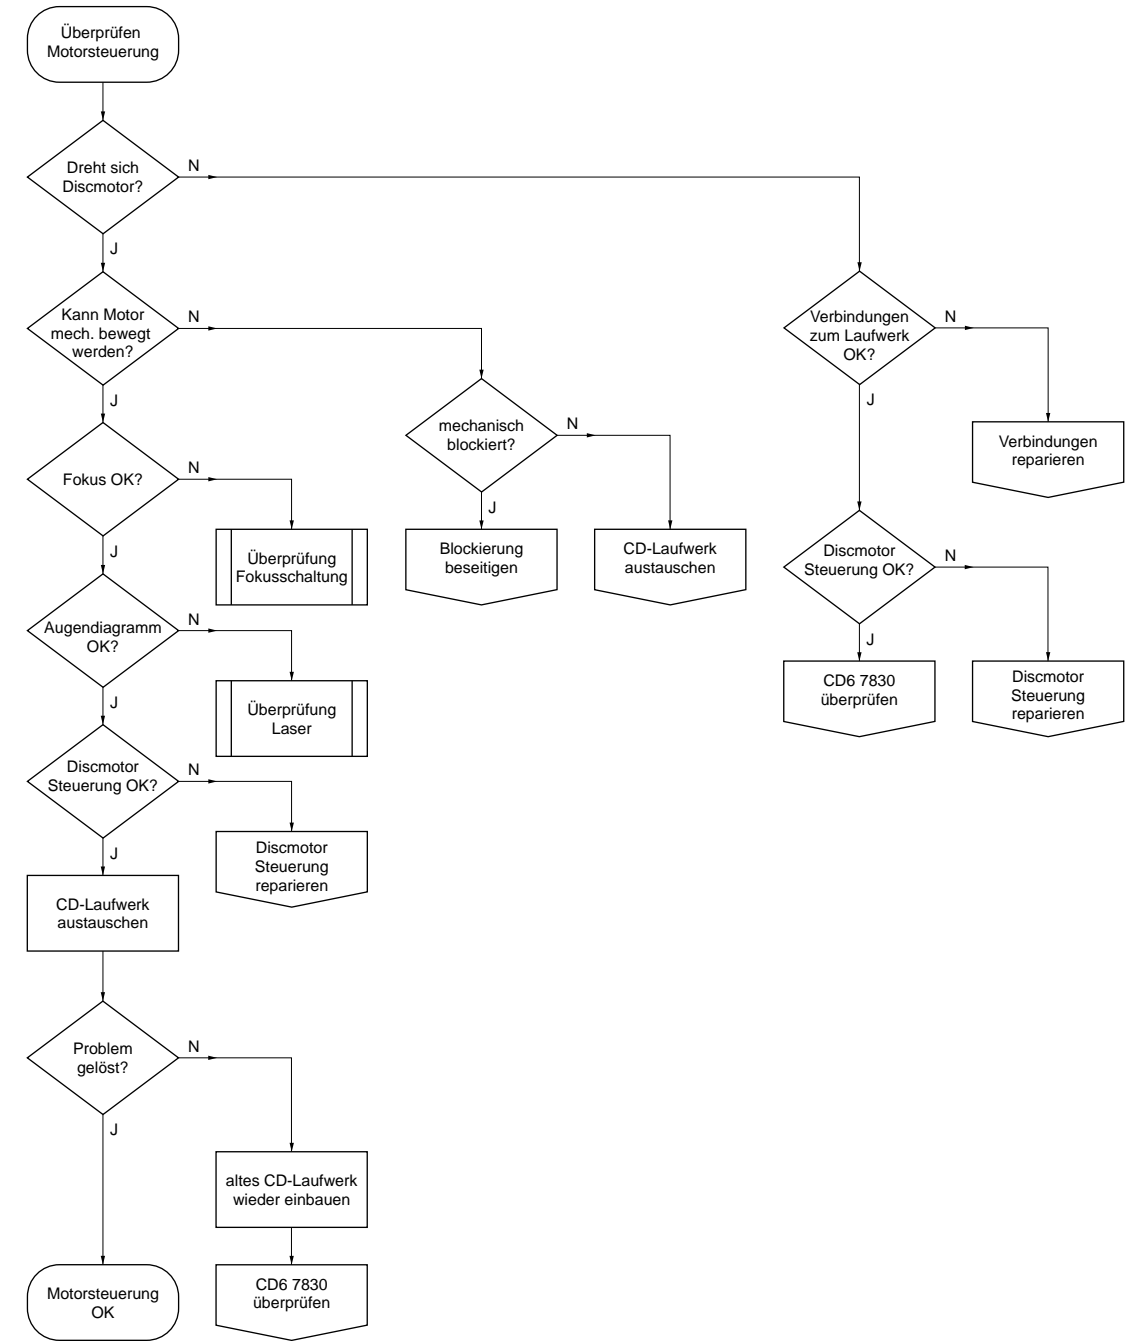 Überprüfen
Motorsteuerung
Dreht sich
Discmotor?
N
J
Kann Motor
mech. bewegt
werden?
N
J
Verbindungen
zum Laufwerk
OK?
N
J
mechanisch
blockiert?
N
J
Verbindungen
reparieren
Fokus OK?
N
J
Überprüfung
Fokusschaltung
Blockierung
beseitigen
CD-Laufwerk
austauschen
Discmotor
Steuerung OK?
N
J
Augendiagramm
OK?
N
J
Überprüfung
Laser
CD6 7830
überprüfen
Discmotor
Steuerung
reparieren
Discmotor
Steuerung OK?
N
J
Discmotor
Steuerung
reparieren
CD-Laufwerk
austauschen
Problem
gelöst?
N
J
altes CD-Laufwerk
wieder einbauen
Motorsteuerung
OK
CD6 7830
überprüfen